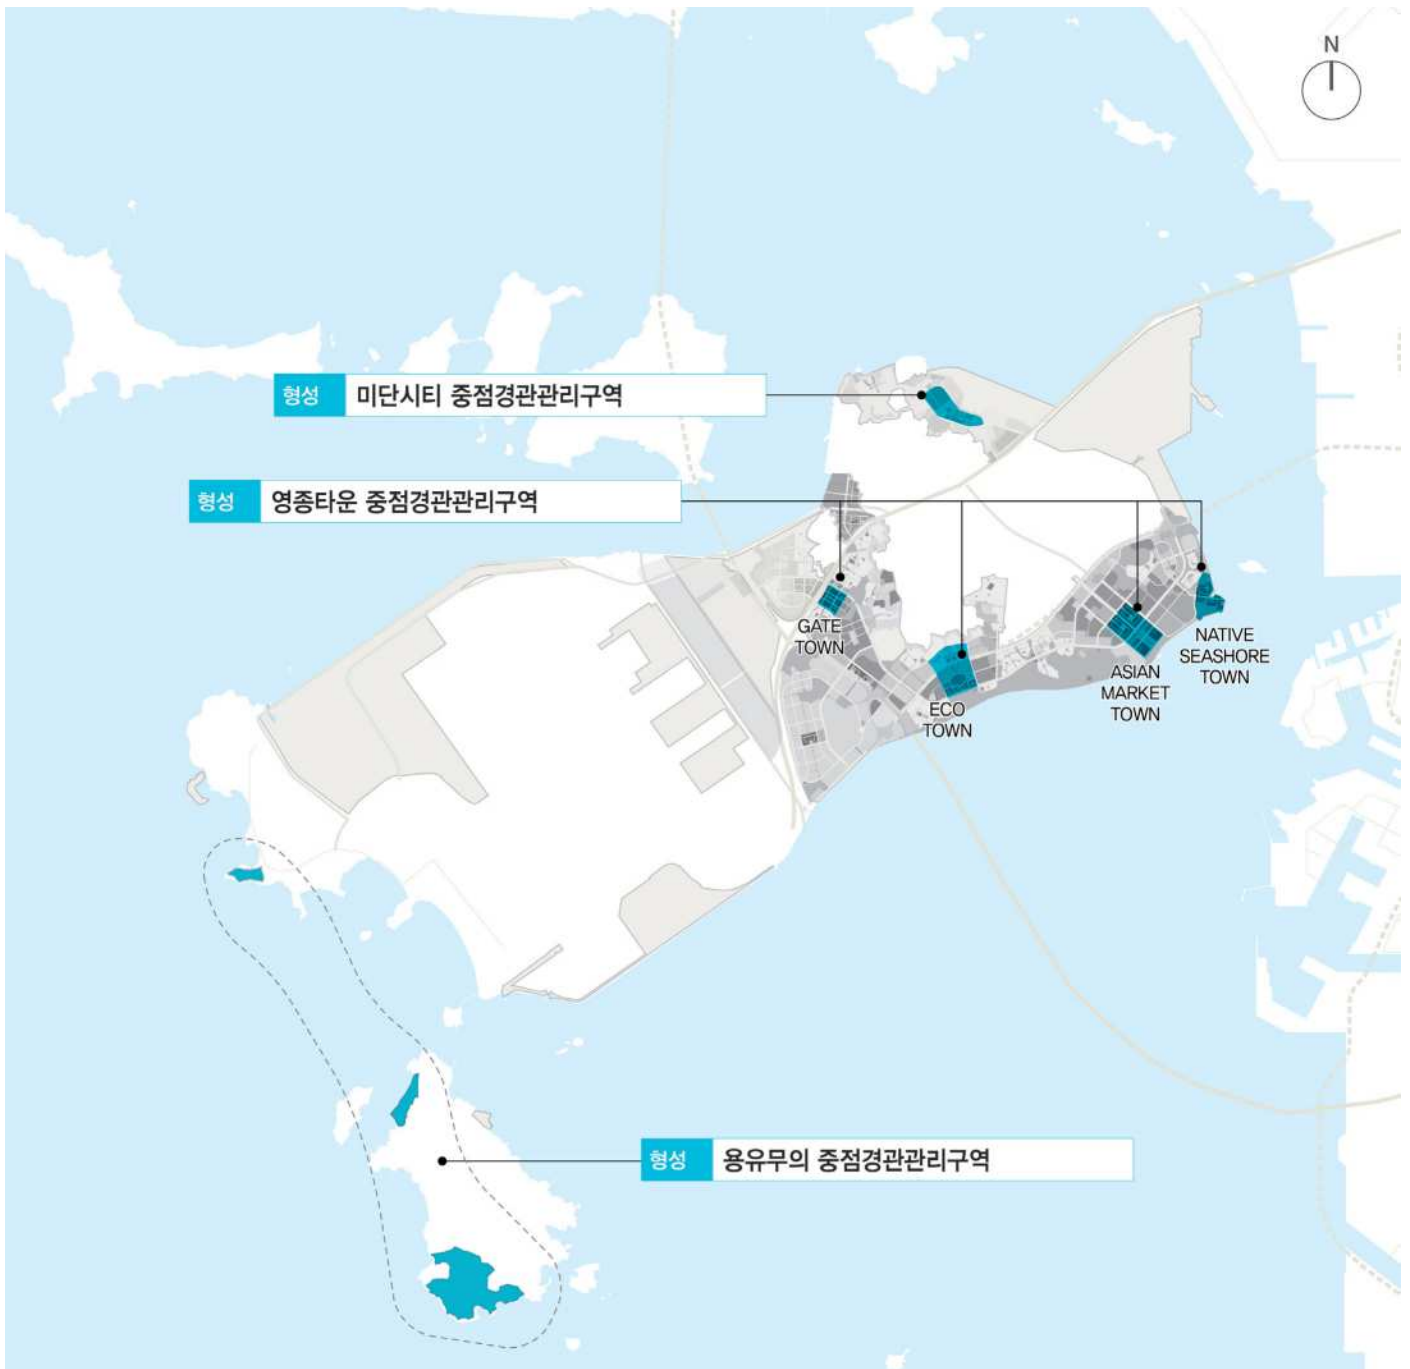 N
형성 미단시티 중점경관관리구역
형성 영종타운 중점경관관리구역
GATE
TOWN
ECO
TOWN
ASIAN
MARKET
TOWN
NATIVE
SEASHORE
TOWN
형성 용유무의 중점경관관리구역